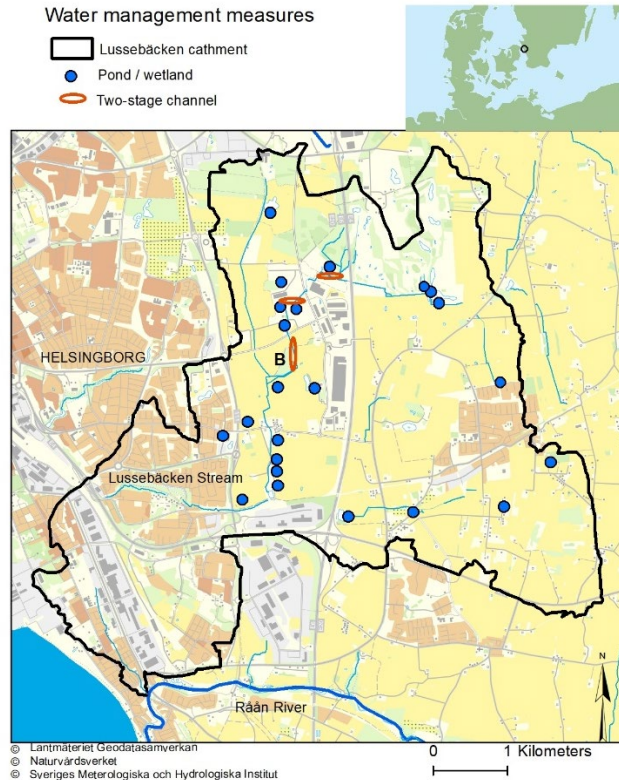 Water management measures
Lussebäcken cathment
Pond / wetland
Two-stage channel
HELSINGBORG
B
Lussebäcken Stream
N
Råån River
© Lantmäteriet Geodatasamverkan
© Naturvårdsverket
© Sveriges Meterologiska och Hydrologiska Institut
0 1 Kilometers